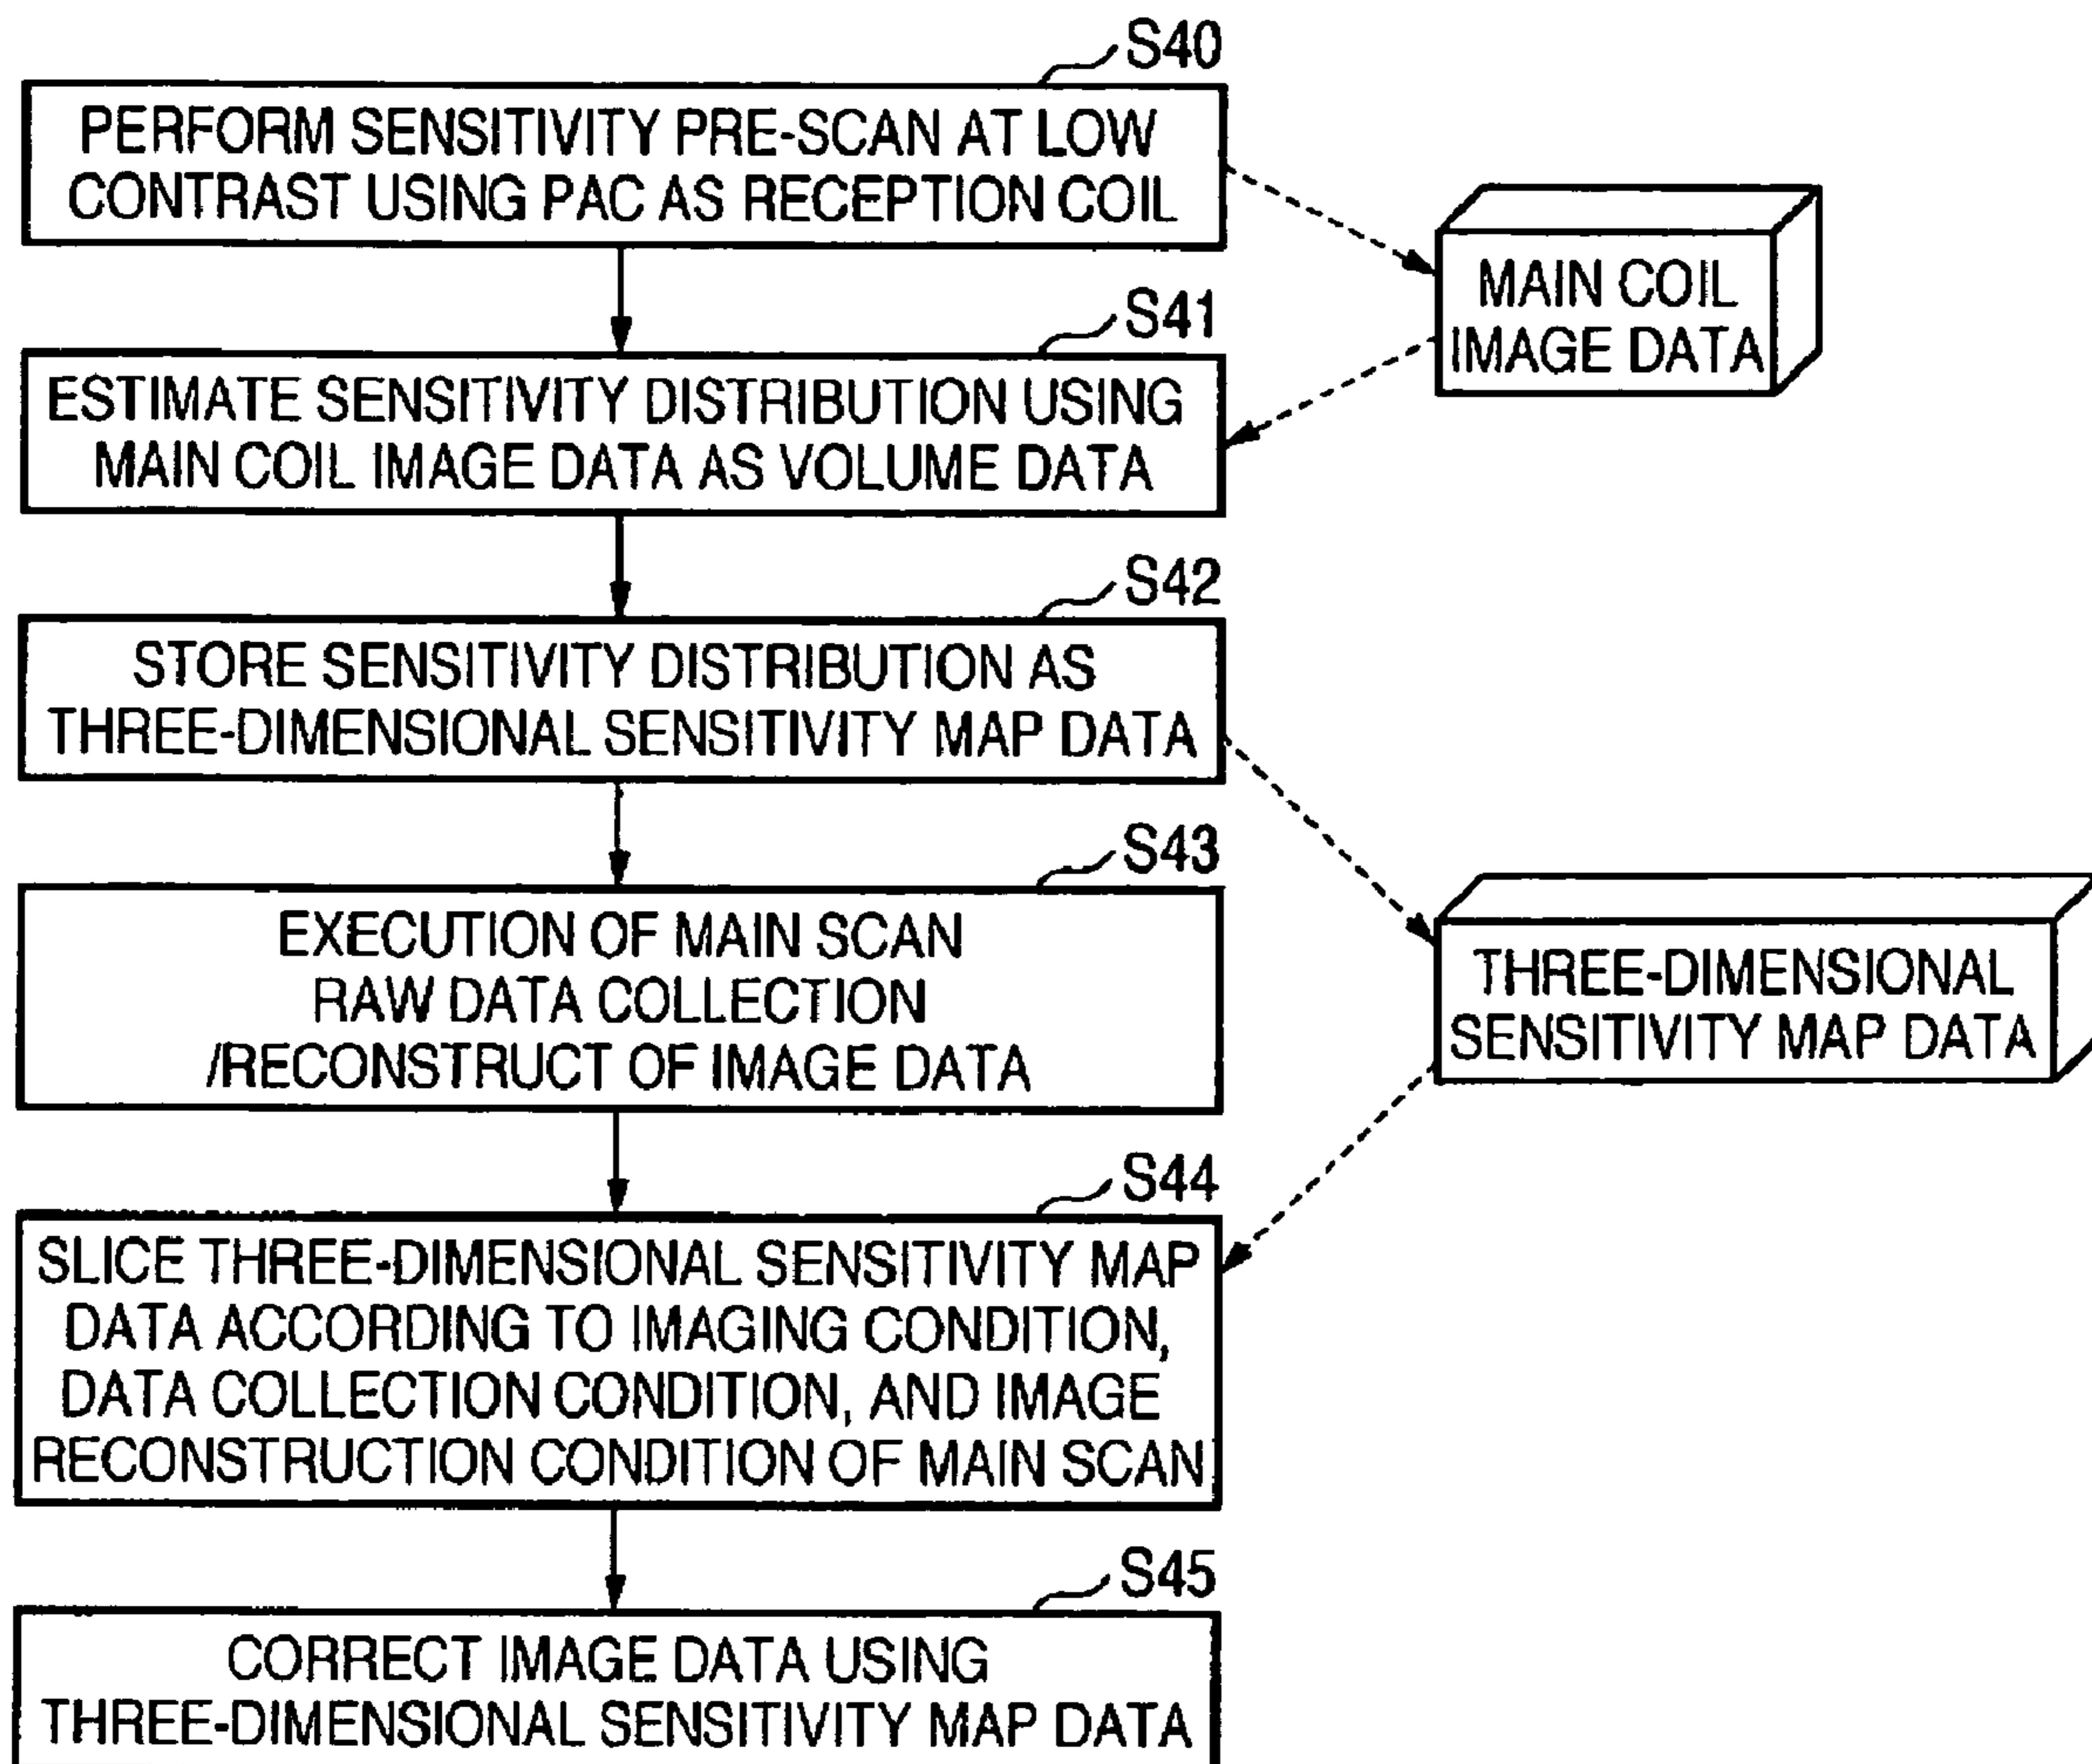 S40
PERFORM SENSITIVITY PRE-SCAN AT LOW
CONTRAST USING PAC AS RECEPTION COIL
MAIN COIL
IMAGE DATA
S41
ESTIMATE SENSITIVITY DISTRIBUTION USING
MAIN COIL IMAGE DATA AS VOLUME DATA
S42
STORE SENSITIVITY DISTRIBUTION AS
THREE-DIMENSIONAL SENSITIVITY MAP DATA
S43
EXECUTION OF MAIN SCAN
RAW DATA COLLECTION
/RECONSTRUCT OF IMAGE DATA
THREE-DIMENSIONAL
SENSITIVITY MAP DATA
S44
SLICE THREE-DIMENSIONAL SENSITIVITY MAP
DATA ACCORDING TO IMAGING CONDITION,
DATA COLLECTION CONDITION, AND IMAGE
RECONSTRUCTION CONDITION OF MAIN SCAN
S45
CORRECT IMAGE DATA USING
THREE-DIMENSIONAL SENSITIVITY MAP DATA